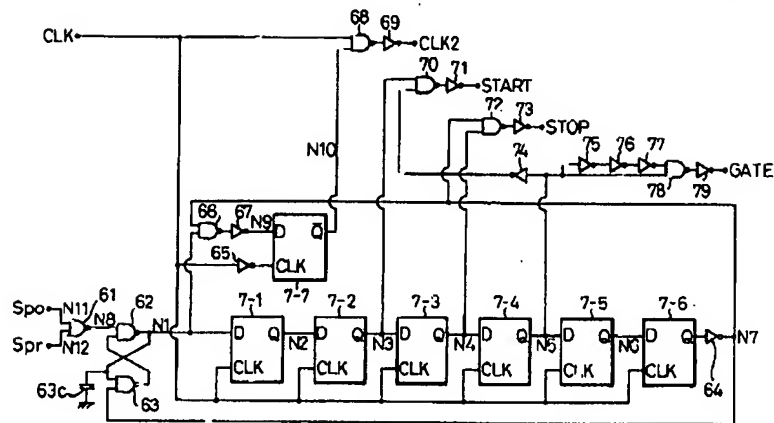 68 69
CLK CLK2
70 71
START
72 73
STOP
74 75 76 77
N10
78 79
GATE
66 67 N9 D Q̅
65 CLK
7-7
61 62
Spo N11 N8 N1
Spr N12
63c 63
7-1 7-2 7-3 7-4 7-5 7-6
D Q N2 D Q N3 D Q N4 D Q N5 D Q N6 D Q N7
CLK CLK CLK CLK CLK CLK
64